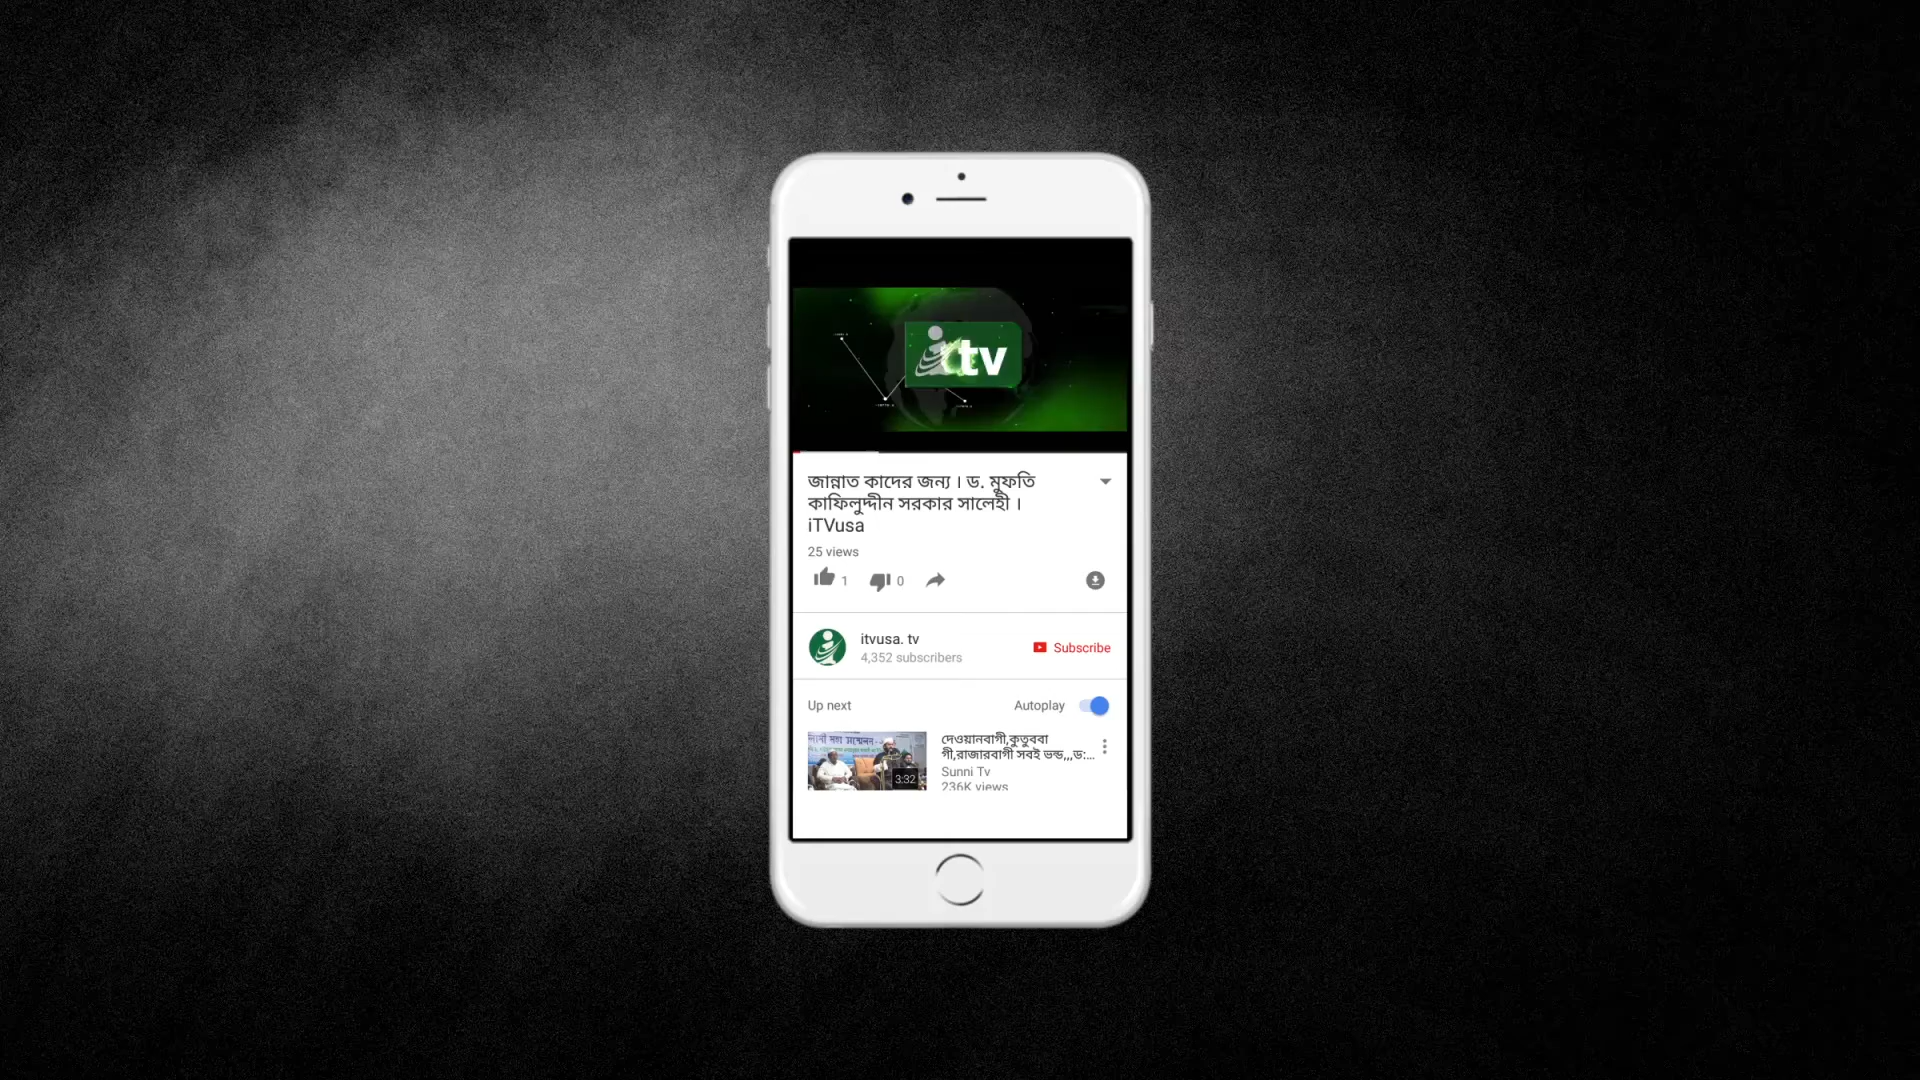 itv
জান্নাত কাদের জন্য । ড. মুফতি
কাফিলুদ্দীন সরকার সালেহী ।
iTVusa
25 views
1 0
itvusa. tv
4,352 subscribers
Subscribe
Up next
Autoplay
3:32
দেওয়ানবাগী,কুতুববা
গী,রাজারবাগী সবই ভন্ড,,,ড:...
Sunni Tv
236K views